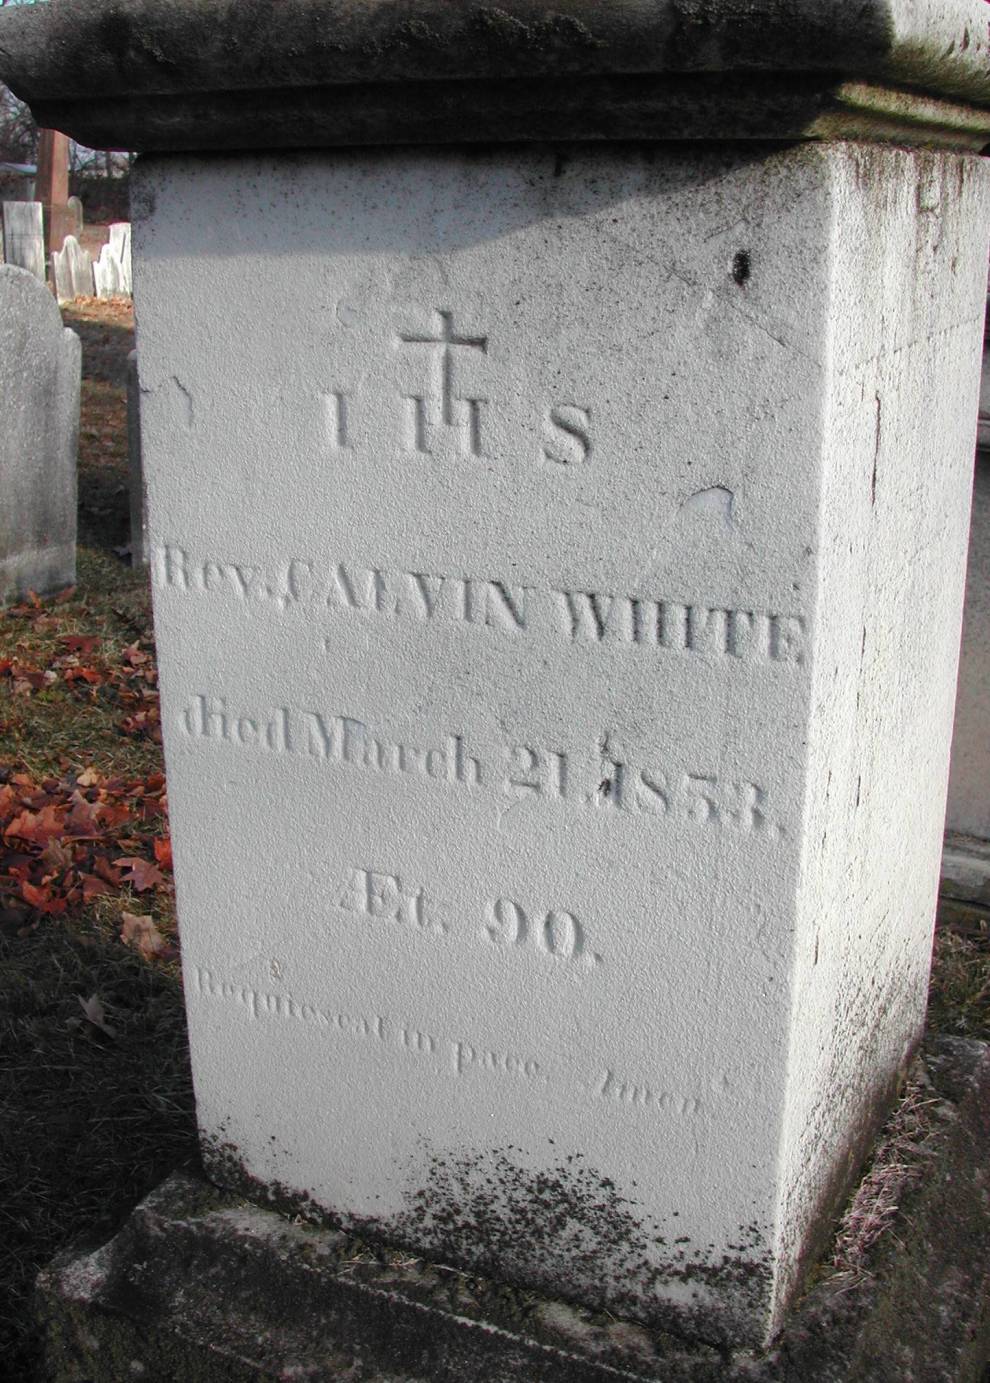 I H S
Rev. CALVIN WHITE
died March 21. 1853.
Æt. 90.
Requiescat in pace. Amen